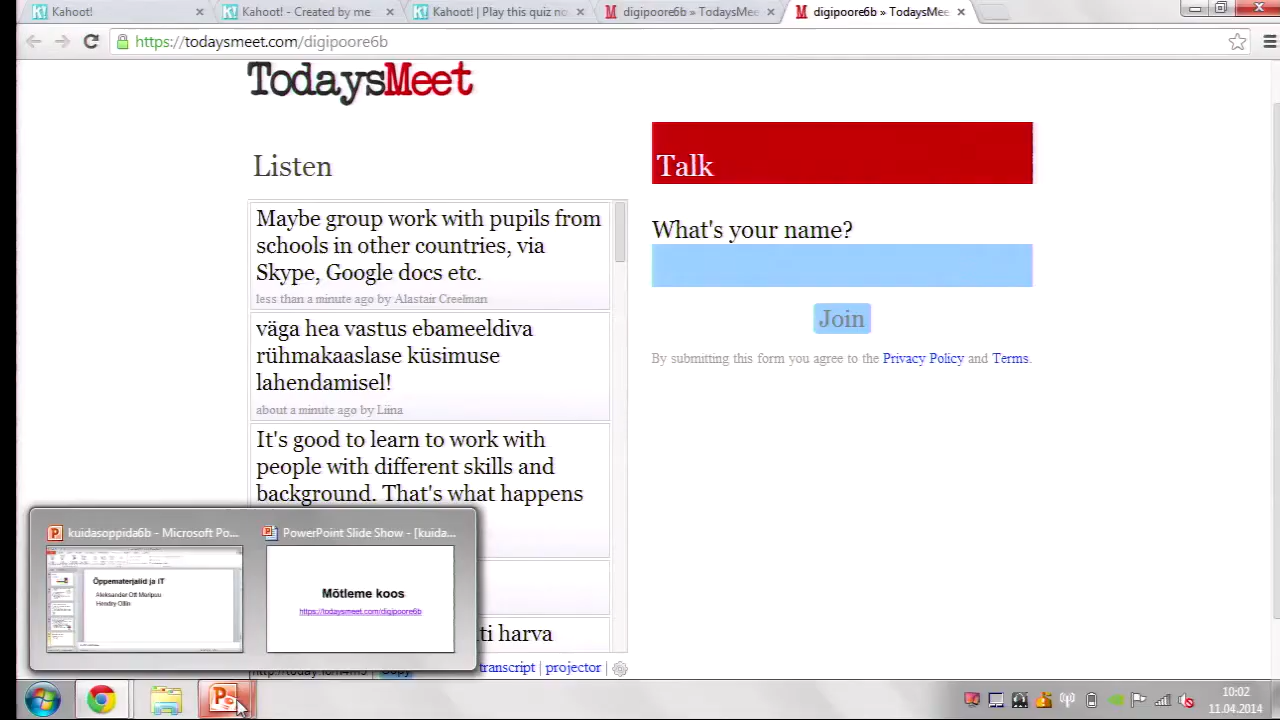 Kahoot!
Kahoot! - Created by me
Kahoot! | Play this quiz no
digipoore6b » TodaysMee
digipoore6b » TodaysMee
https://todaysmeet.com/digipoore6b
TodaysMeet
Listen
Maybe group work with pupils from
schools in other countries, via
Skype, Google docs etc.
less than a minute ago by Alastair Creelman
väga hea vastus ebameeldiva
rühmakaaslase küsimuse
lahendamisel!
about a minute ago by Liina
It's good to learn to work with
people with different skills and
background. That's what happens
ti harva
transcript | projector
Talk
What's your name?
Join
By submitting this form you agree to the Privacy Policy and Terms.
kuidasoppida6b - Microsoft Po...
Õppematerjalid ja IT
Aleksander Ott
Hendry
PowerPoint Slide Show - [kuida...
Mõtleme koos
https://todaysmeet.com/digipoore6b
10:02
11.04.2014